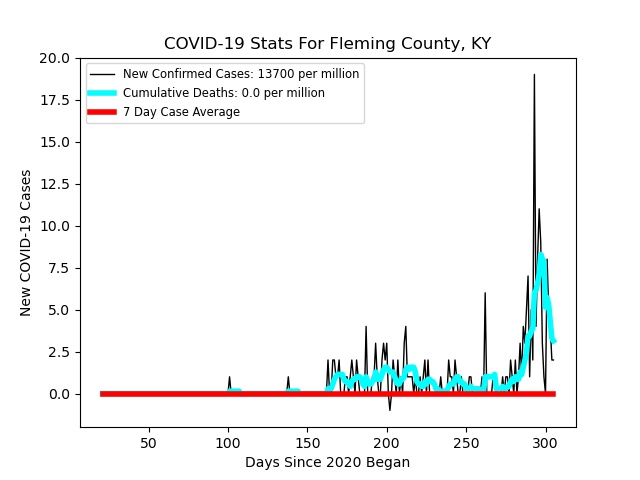 COVID-19 Stats For Fleming County, KY
New Confirmed Cases: 13700 per million
Cumulative Deaths: 0.0 per million
7 Day Case Average
20.0
17.5
15.0
12.5
10.0
7.5
5.0
2.5
0.0
New COVID-19 Cases
50 100 150 200 250 300
Days Since 2020 Began